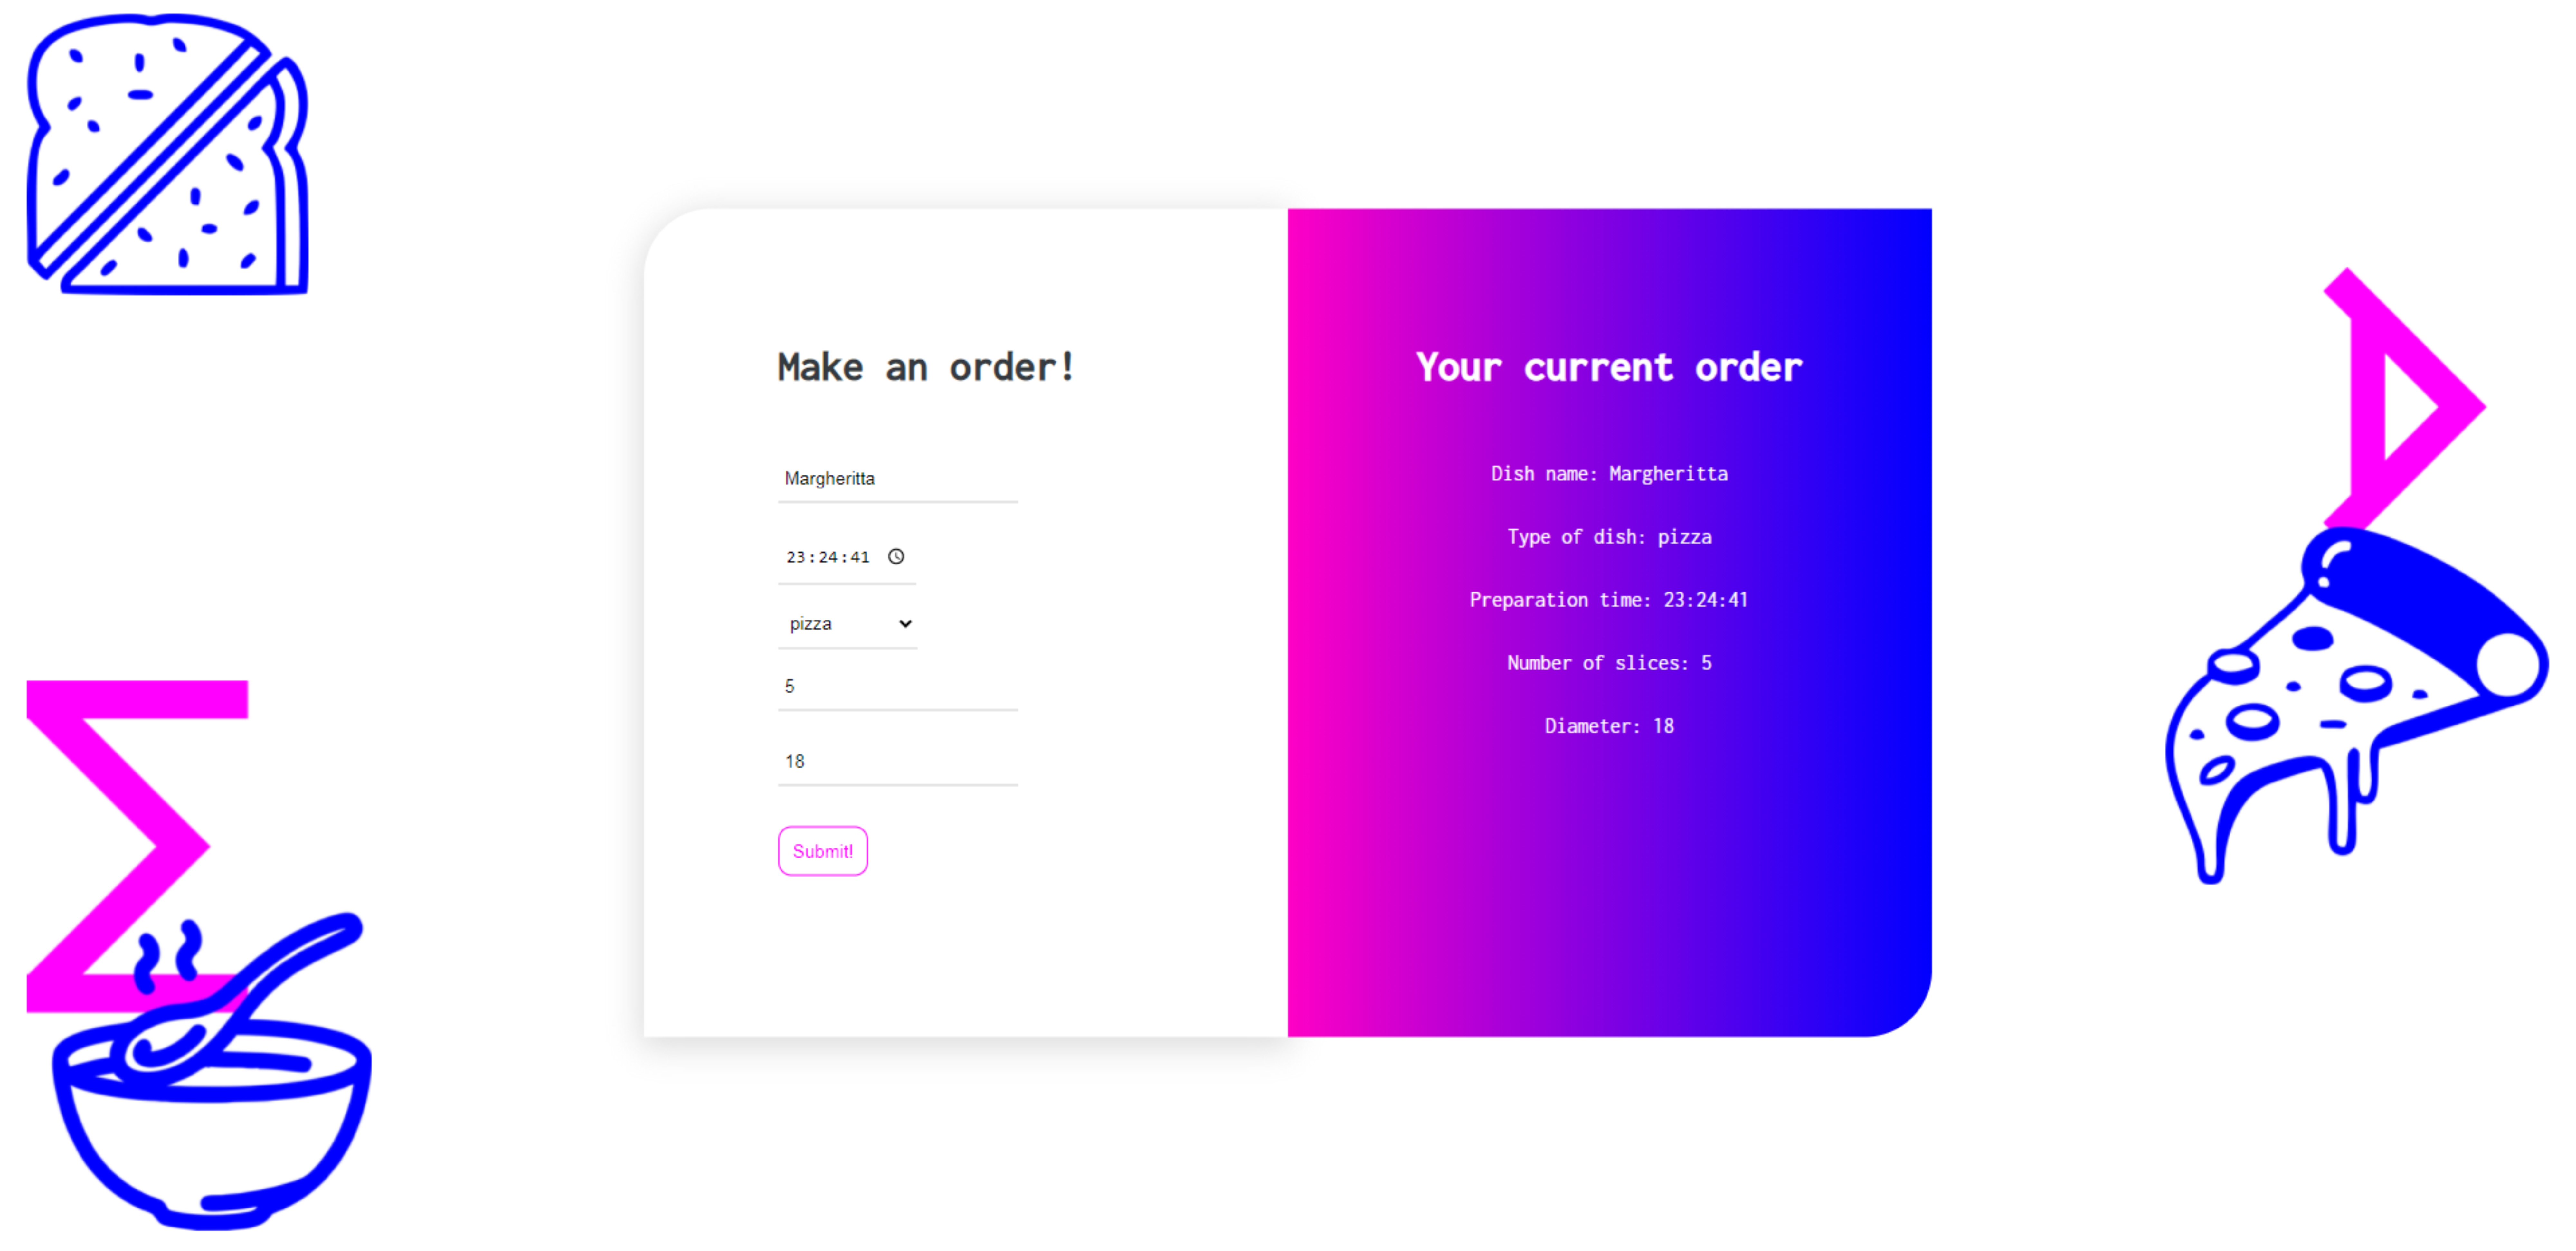 Make an order!
Margheritta
23:24:41
pizza
5
18
Submit!
Your current order
Dish name: Margheritta
Type of dish: pizza
Preparation time: 23:24:41
Number of slices: 5
Diameter: 18